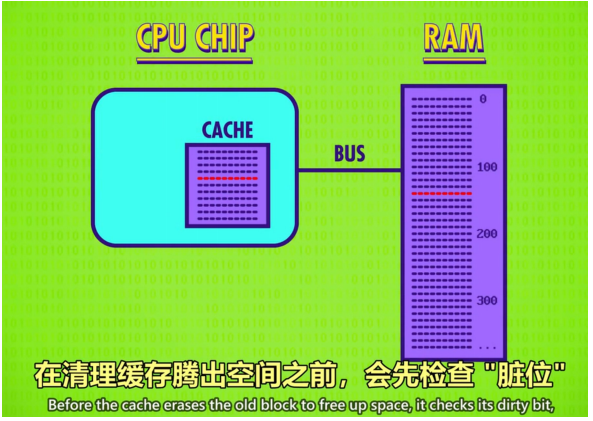 CPU CHIP
RAM
CACHE
BUS
0
100
200
300
...
在清理缓存腾出空间之前，会先检查 "脏位"
Before the cache erases the old block to free up space, it checks its dirty bit,